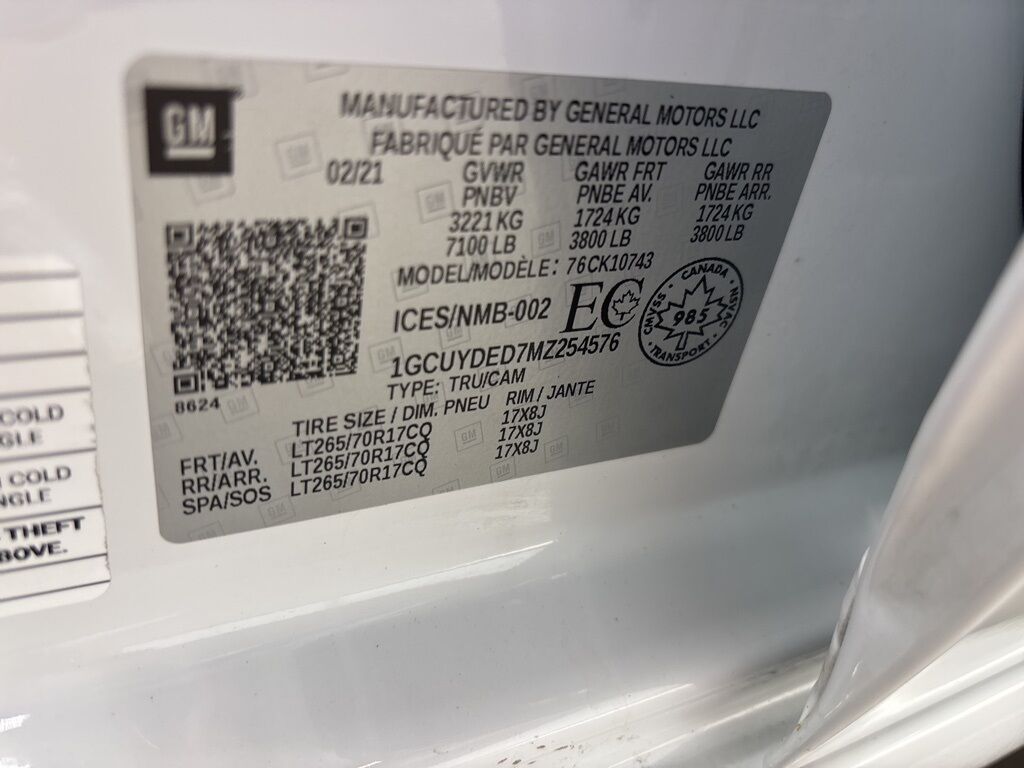 GM
MANUFACTURED BY GENERAL MOTORS LLC
FABRIQUÉ PAR GENERAL MOTORS LLC
02/21 GVWR GAWR FRT GAWR RR
PNBV PNBE AV. PNBE ARR.
3221 KG 1724 KG 1724 KG
7100 LB 3800 LB 3800 LB
MODEL/MODÈLE: 76CK10743
ICES/NMB-002 EC
CANADA
CMVSS 985 NSVAC
TRANSPORT
1GCUYDED7MZ254576
TYPE: TRU/CAM
8624
TIRE SIZE / DIM. PNEU RIM / JANTE
FRT/AV. LT265/70R17CQ 17X8J
RR/ARR. LT265/70R17CQ 17X8J
SPA/SOS LT265/70R17CQ 17X8J
COLD
GLE
COLD
NGLE
THEFT
BOVE.